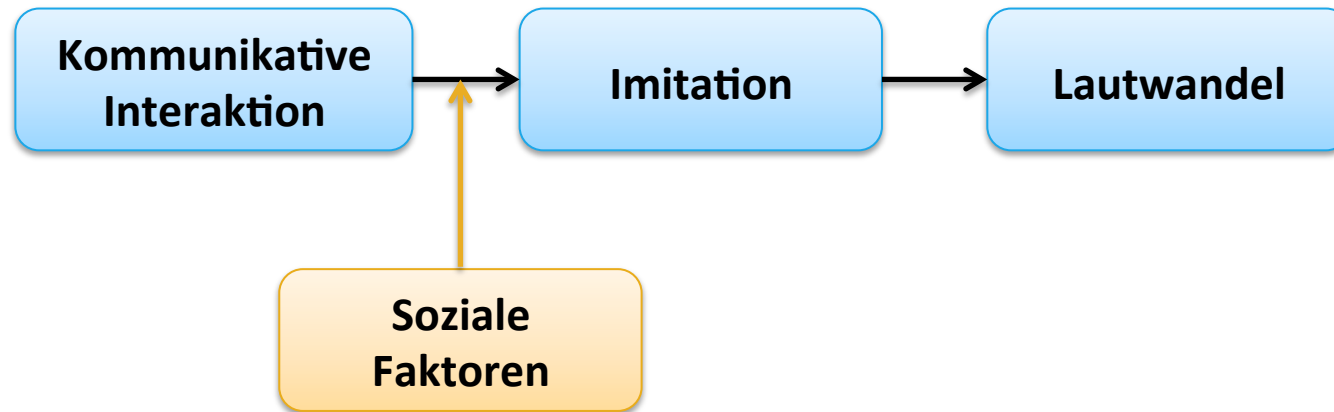 Kommunikative
Interaktion
Imitation
Lautwandel
Soziale
Faktoren